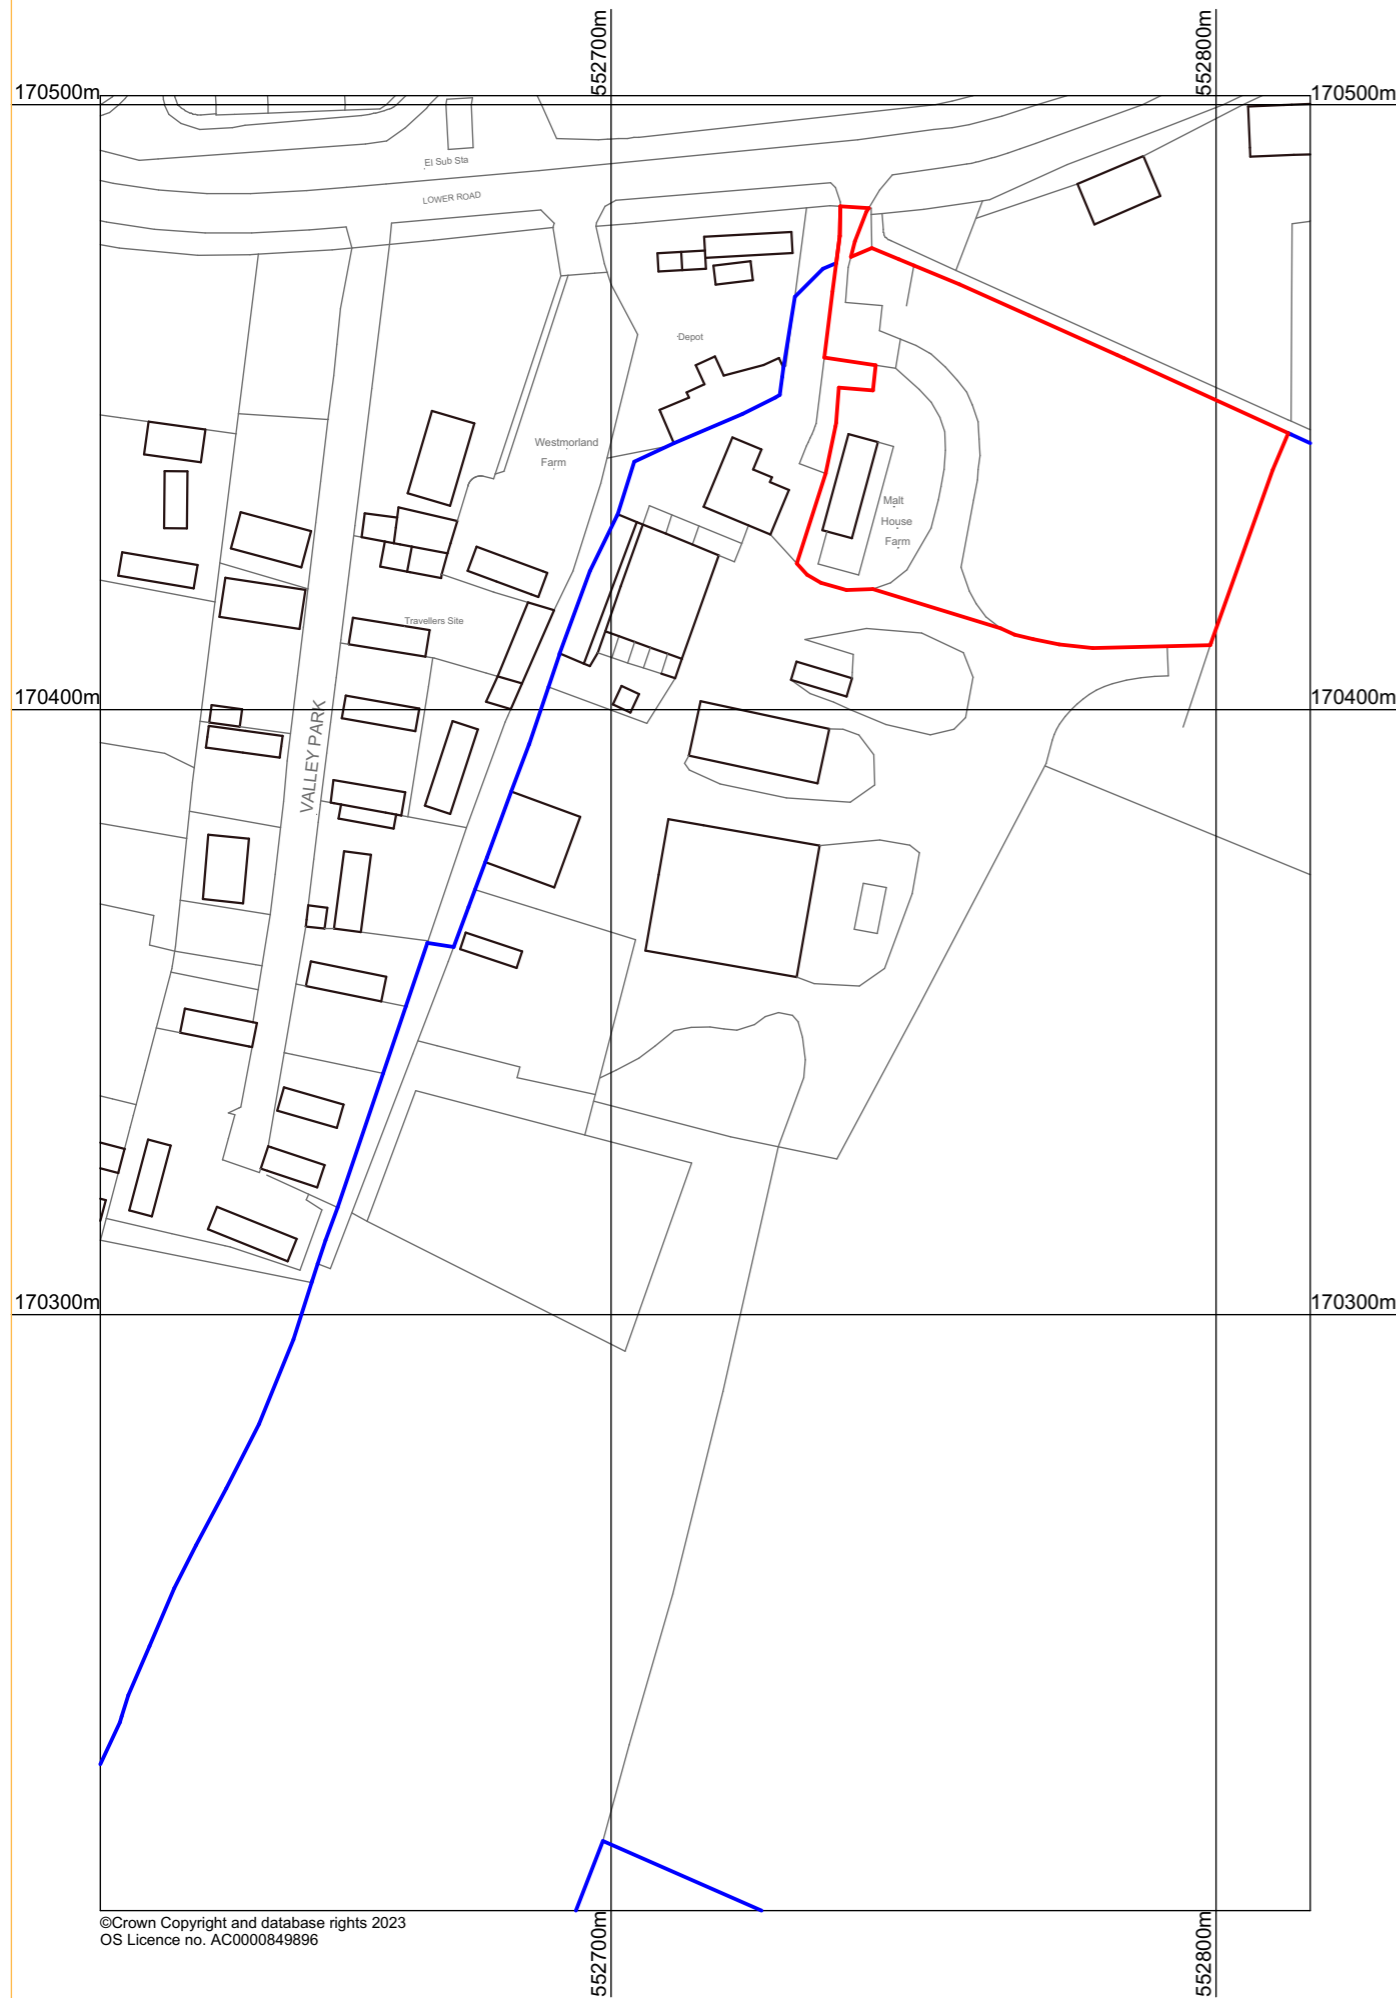 552700m
552800m
170500m
170500m
El Sub Sta
LOWER ROAD
Depot
Westmorland
Farm
Malt
House
Farm
Travellers Site
170400m
170400m
VALLEY PARK
170300m
170300m
©Crown Copyright and database rights 2023
OS Licence no. AC0000849896
552700m
552800m